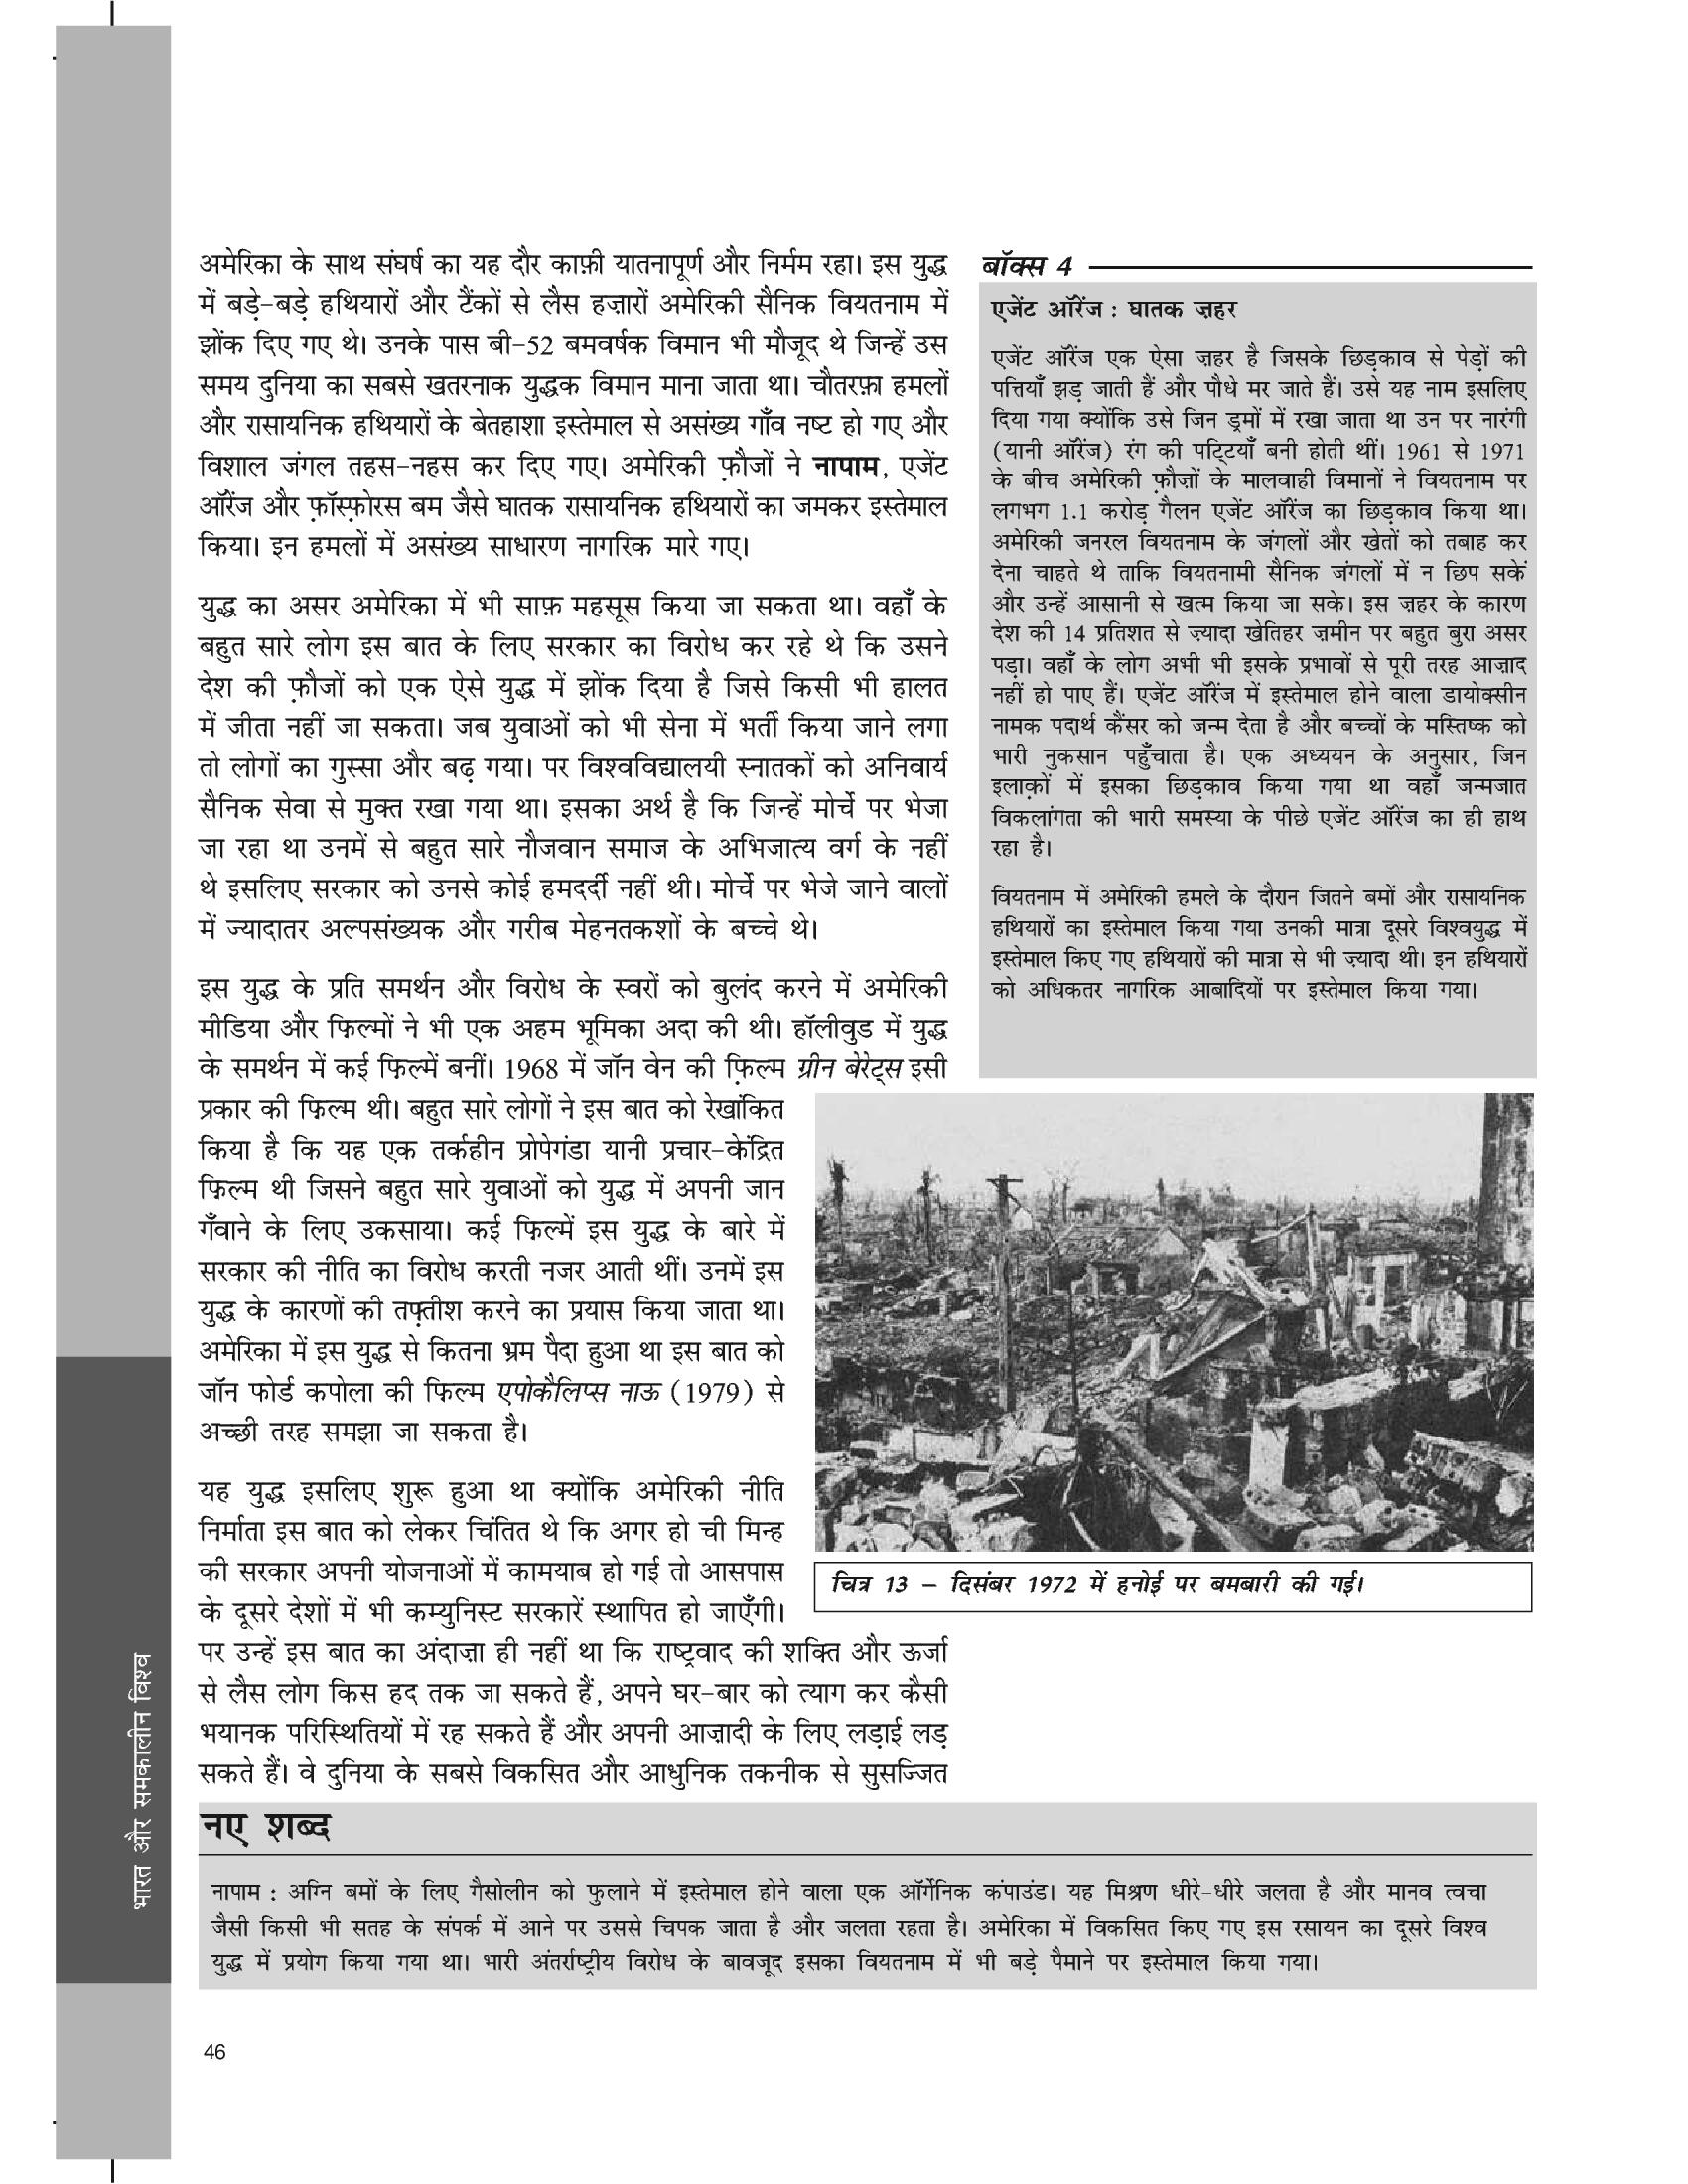 अमेरिका के साथ संघर्ष का यह दौर काफ़ी यातनापूर्ण और निर्मम रहा। इस युद्ध
में बड़े-बड़े हथियारों और टैंकों से लैस हज़ारों अमेरिकी सैनिक वियतनाम में
झोंक दिए गए थे। उनके पास बी-52 बमवर्षक विमान भी मौजूद थे जिन्हें उस
समय दुनिया का सबसे खतरनाक युद्धक विमान माना जाता था। चौतरफ़ा हमलों
और रासायनिक हथियारों के बेतहाशा इस्तेमाल से असंख्य गाँव नष्ट हो गए और
विशाल जंगल तहस-नहस कर दिए गए। अमेरिकी फ़ौजों ने नापाम, एजेंट
ऑरेंज और फ़ॉस्फ़ोरस बम जैसे घातक रासायनिक हथियारों का जमकर इस्तेमाल
किया। इन हमलों में असंख्य साधारण नागरिक मारे गए।
युद्ध का असर अमेरिका में भी साफ़ महसूस किया जा सकता था। वहाँ के
बहुत सारे लोग इस बात के लिए सरकार का विरोध कर रहे थे कि उसने
देश की फ़ौजों को एक ऐसे युद्ध में झोंक दिया है जिसे किसी भी हालत
में जीता नहीं जा सकता। जब युवाओं को भी सेना में भर्ती किया जाने लगा
तो लोगों का गुस्सा और बढ़ गया। पर विश्वविद्यालयी स्नातकों को अनिवार्य
सैनिक सेवा से मुक्त रखा गया था। इसका अर्थ है कि जिन्हें मोर्चे पर भेजा
जा रहा था उनमें से बहुत सारे नौजवान समाज के अभिजात्य वर्ग के नहीं
थे इसलिए सरकार को उनसे कोई हमदर्दी नहीं थी। मोर्चे पर भेजे जाने वालों
में ज्यादातर अल्पसंख्यक और गरीब मेहनतकशों के बच्चे थे।
इस युद्ध के प्रति समर्थन और विरोध के स्वरों को बुलंद करने में अमेरिकी
मीडिया और फ़िल्मों ने भी एक अहम भूमिका अदा की थी। हॉलीवुड में युद्ध
के समर्थन में कई फ़िल्में बनीं। 1968 में जॉन वेन की फ़िल्म ग्रीन बेरेट्स इसी
प्रकार की फ़िल्म थी। बहुत सारे लोगों ने इस बात को रेखांकित
किया है कि यह एक तर्कहीन प्रोपेगंडा यानी प्रचार-केंद्रित
फ़िल्म थी जिसने बहुत सारे युवाओं को युद्ध में अपनी जान
गँवाने के लिए उकसाया। कई फ़िल्में इस युद्ध के बारे में
सरकार की नीति का विरोध करती नजर आती थीं। उनमें इस
युद्ध के कारणों की तफ़्तीश करने का प्रयास किया जाता था।
अमेरिका में इस युद्ध से कितना भ्रम पैदा हुआ था इस बात को
जॉन फोर्ड कपोला की फ़िल्म एपोकैलिप्स नाऊ (1979) से
अच्छी तरह समझा जा सकता है।
यह युद्ध इसलिए शुरू हुआ था क्योंकि अमेरिकी नीति
निर्माता इस बात को लेकर चिंतित थे कि अगर हो ची मिन्ह
की सरकार अपनी योजनाओं में कामयाब हो गई तो आसपास
के दूसरे देशों में भी कम्युनिस्ट सरकारें स्थापित हो जाएँगी।
पर उन्हें इस बात का अंदाज़ा ही नहीं था कि राष्ट्रवाद की शक्ति और ऊर्जा
से लैस लोग किस हद तक जा सकते हैं, अपने घर-बार को त्याग कर कैसी
भयानक परिस्थितियों में रह सकते हैं और अपनी आज़ादी के लिए लड़ाई लड़
सकते हैं। वे दुनिया के सबसे विकसित और आधुनिक तकनीक से सुसज्जित
बॉक्स 4
एजेंट ऑरेंज : घातक ज़हर
एजेंट ऑरेंज एक ऐसा ज़हर है जिसके छिड़काव से पेड़ों की
पत्तियाँ झड़ जाती हैं और पौधे मर जाते हैं। उसे यह नाम इसलिए
दिया गया क्योंकि उसे जिन ड्रमों में रखा जाता था उन पर नारंगी
(यानी ऑरेंज) रंग की पट्टियाँ बनी होती थीं। 1961 से 1971
के बीच अमेरिकी फ़ौज़ों के मालवाही विमानों ने वियतनाम पर
लगभग 1.1 करोड़ गैलन एजेंट ऑरेंज का छिड़काव किया था।
अमेरिकी जनरल वियतनाम के जंगलों और खेतों को तबाह कर
देना चाहते थे ताकि वियतनामी सैनिक जंगलों में न छिप सकें
और उन्हें आसानी से खत्म किया जा सके। इस ज़हर के कारण
देश की 14 प्रतिशत से ज़्यादा खेतिहर ज़मीन पर बहुत बुरा असर
पड़ा। वहाँ के लोग अभी भी इसके प्रभावों से पूरी तरह आज़ाद
नहीं हो पाए हैं। एजेंट ऑरेंज में इस्तेमाल होने वाला डायोक्सीन
नामक पदार्थ कैंसर को जन्म देता है और बच्चों के मस्तिष्क को
भारी नुकसान पहुँचाता है। एक अध्ययन के अनुसार, जिन
इलाक़ों में इसका छिड़काव किया गया था वहाँ जन्मजात
विकलांगता की भारी समस्या के पीछे एजेंट ऑरेंज का ही हाथ
रहा है।
वियतनाम में अमेरिकी हमले के दौरान जितने बमों और रासायनिक
हथियारों का इस्तेमाल किया गया उनकी मात्रा दूसरे विश्वयुद्ध में
इस्तेमाल किए गए हथियारों की मात्रा से भी ज़्यादा थी। इन हथियारों
को अधिकतर नागरिक आबादियों पर इस्तेमाल किया गया।
चित्र 13 – दिसंबर 1972 में हनोई पर बमबारी की गई।
नए शब्द
नापाम : अग्नि बमों के लिए गैसोलीन को फुलाने में इस्तेमाल होने वाला एक ऑर्गेनिक कंपाउंड। यह मिश्रण धीरे-धीरे जलता है और मानव त्वचा
जैसी किसी भी सतह के संपर्क में आने पर उससे चिपक जाता है और जलता रहता है। अमेरिका में विकसित किए गए इस रसायन का दूसरे विश्व
युद्ध में प्रयोग किया गया था। भारी अंतर्राष्ट्रीय विरोध के बावजूद इसका वियतनाम में भी बड़े पैमाने पर इस्तेमाल किया गया।
भारत और समकालीन विश्व
46